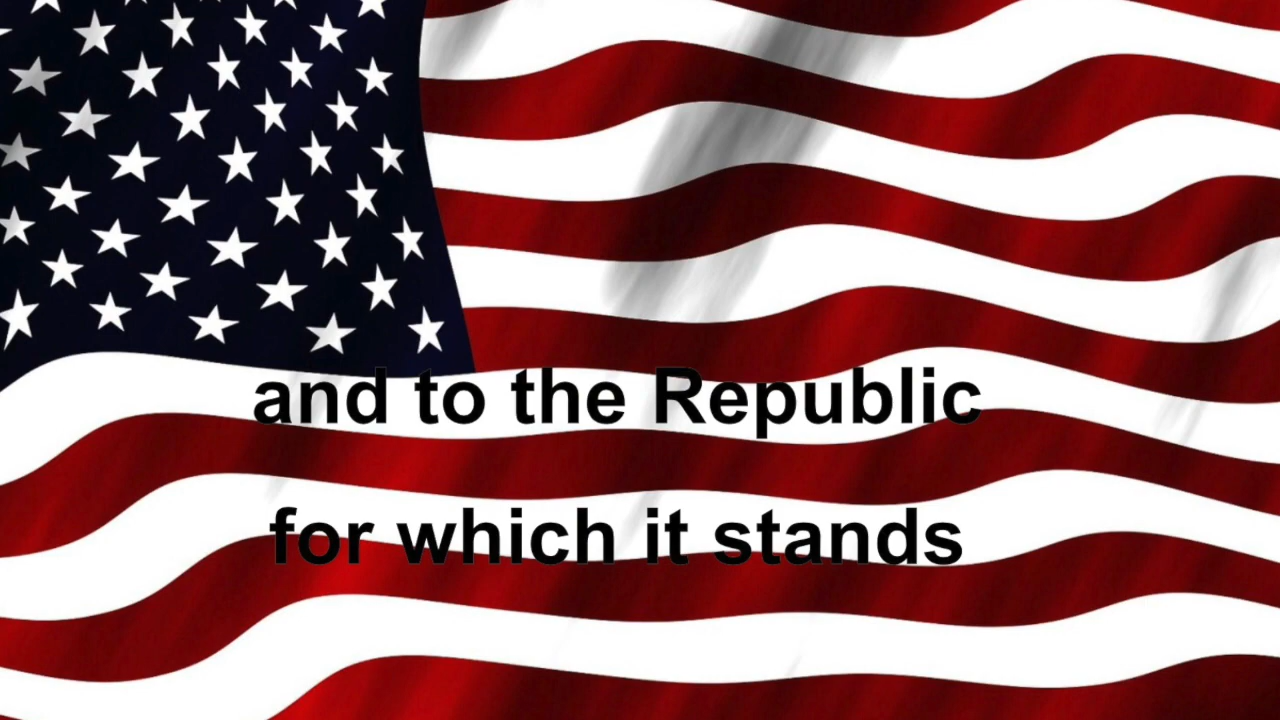 and to the Republic
for which it stands